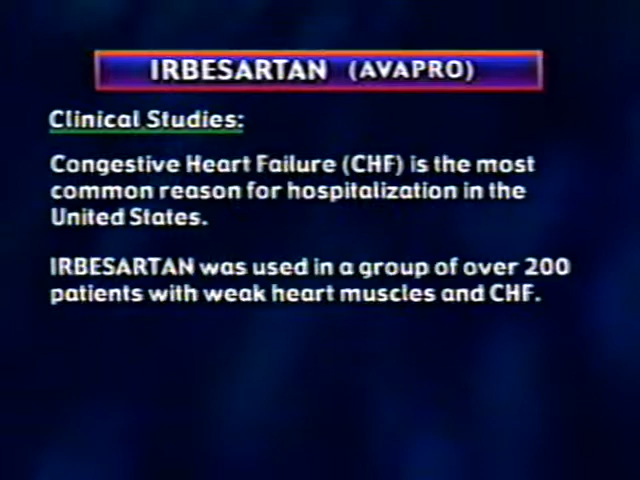 IRBESARTAN (AVAPRO)
Clinical Studies:
Congestive Heart Failure (CHF) is the most
common reason for hospitalization in the
United States.
IRBESARTAN was used in a group of over 200
patients with weak heart muscles and CHF.